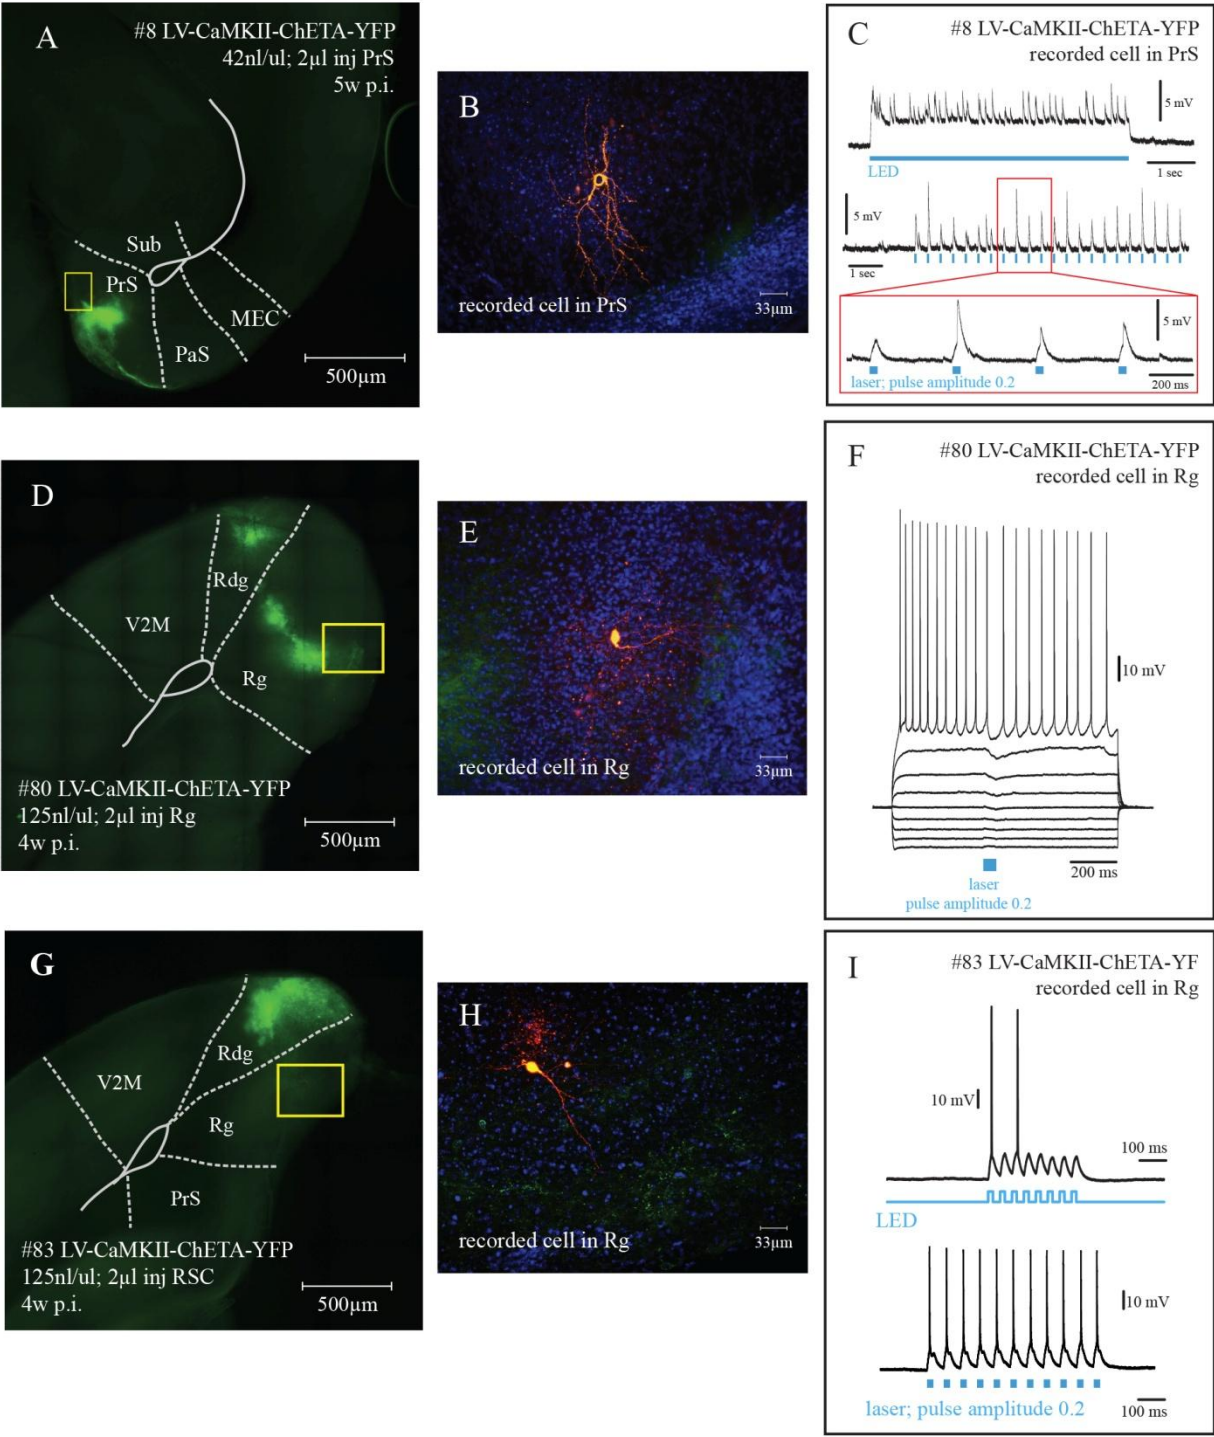 A
#8 LV-CaMKII-ChETA-YFP
42nl/ul; 2µl inj PrS
5w p.i.
Sub
PrS
MEC
PaS
500µm
B
recorded cell in PrS
33µm
C
#8 LV-CaMKII-ChETA-YFP
recorded cell in PrS
5 mV
LED
1 sec
5 mV
1 sec
5 mV
laser; pulse amplitude 0.2
200 ms
D
Rdg
V2M
Rg
#80 LV-CaMKII-ChETA-YFP
125nl/ul; 2µl inj Rg
4w p.i.
500µm
E
recorded cell in Rg
33µm
F
#80 LV-CaMKII-ChETA-YFP
recorded cell in Rg
10 mV
200 ms
laser
pulse amplitude 0.2
G
Rdg
V2M
Rg
PrS
#83 LV-CaMKII-ChETA-YFP
125nl/ul; 2µl inj RSC
4w p.i.
500µm
H
recorded cell in Rg
33µm
I
#83 LV-CaMKII-ChETA-YF
recorded cell in Rg
10 mV
100 ms
LED
10 mV
laser; pulse amplitude 0.2
100 ms